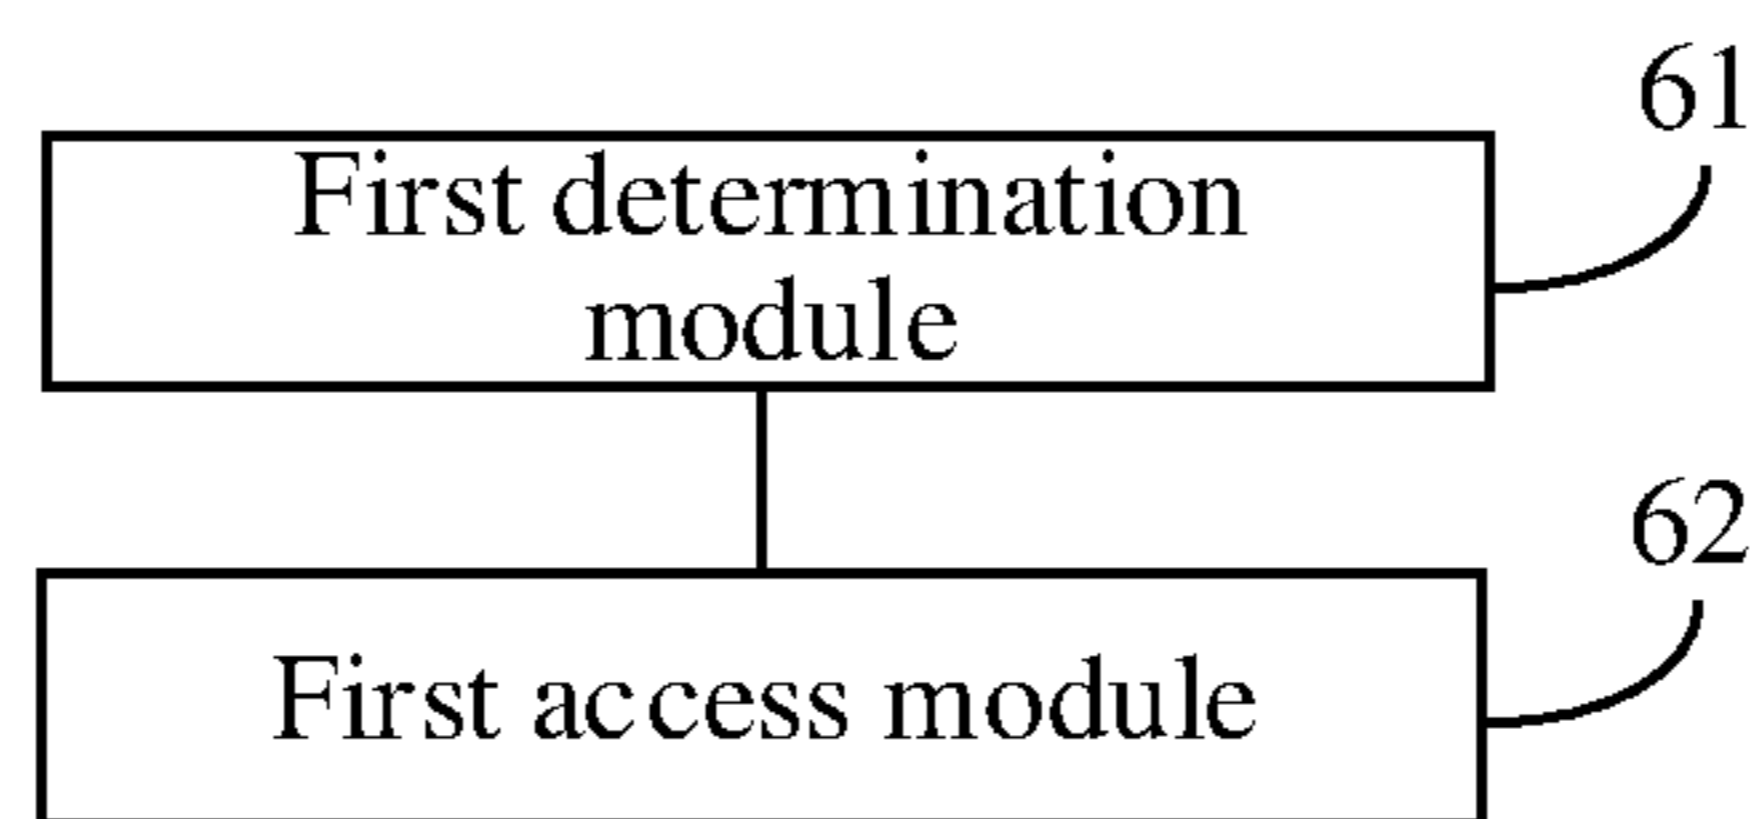 61
First determination
module
62
First access module